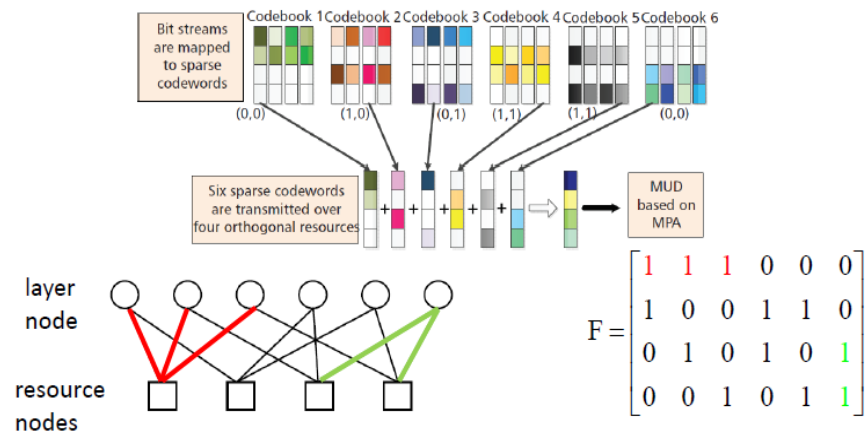 Codebook 1 Codebook 2 Codebook 3 Codebook 4 Codebook 5 Codebook 6
Bit streams
are mapped
to sparse
codewords
(0,0) (1,0) (0,1) (1,1) (1,1) (0,0)
Six sparse codewords
are transmitted over
four orthogonal resources
+ + + + +
MUD
based on
MPA
layer
node
resource
nodes
F =
1 1 1 0 0 0
1 0 0 1 1 0
0 1 0 1 0 1
0 0 1 0 1 1